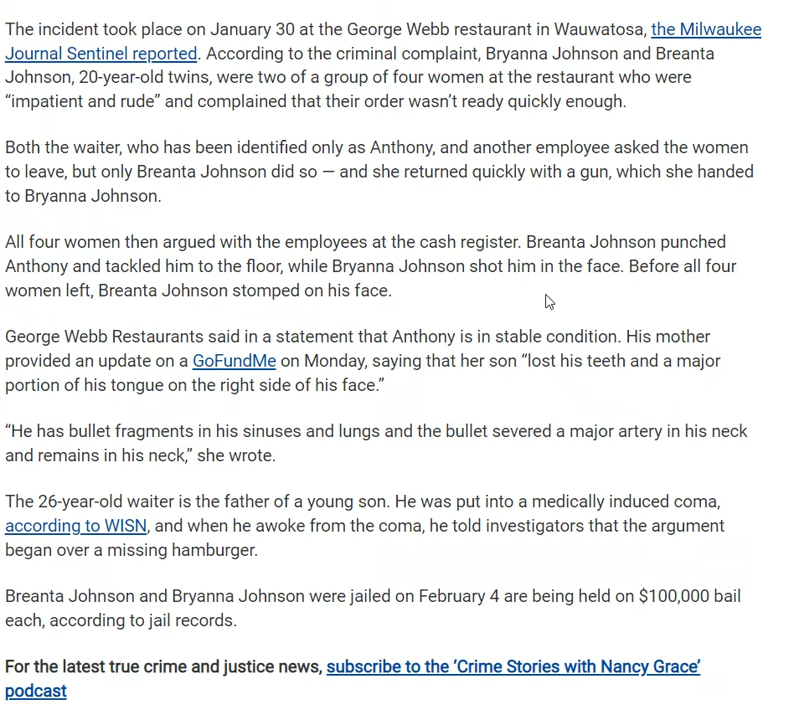 The incident took place on January 30 at the George Webb restaurant in Wauwatosa, the Milwaukee
Journal Sentinel reported. According to the criminal complaint, Bryanna Johnson and Breanta
Johnson, 20-year-old twins, were two of a group of four women at the restaurant who were
“impatient and rude” and complained that their order wasn’t ready quickly enough.
Both the waiter, who has been identified only as Anthony, and another employee asked the women
to leave, but only Breanta Johnson did so — and she returned quickly with a gun, which she handed
to Bryanna Johnson.
All four women then argued with the employees at the cash register. Breanta Johnson punched
Anthony and tackled him to the floor, while Bryanna Johnson shot him in the face. Before all four
women left, Breanta Johnson stomped on his face.
George Webb Restaurants said in a statement that Anthony is in stable condition. His mother
provided an update on a GoFundMe on Monday, saying that her son “lost his teeth and a major
portion of his tongue on the right side of his face.”
“He has bullet fragments in his sinuses and lungs and the bullet severed a major artery in his neck
and remains in his neck,” she wrote.
The 26-year-old waiter is the father of a young son. He was put into a medically induced coma,
according to WISN, and when he awoke from the coma, he told investigators that the argument
began over a missing hamburger.
Breanta Johnson and Bryanna Johnson were jailed on February 4 are being held on $100,000 bail
each, according to jail records.
For the latest true crime and justice news, subscribe to the ‘Crime Stories with Nancy Grace’
podcast